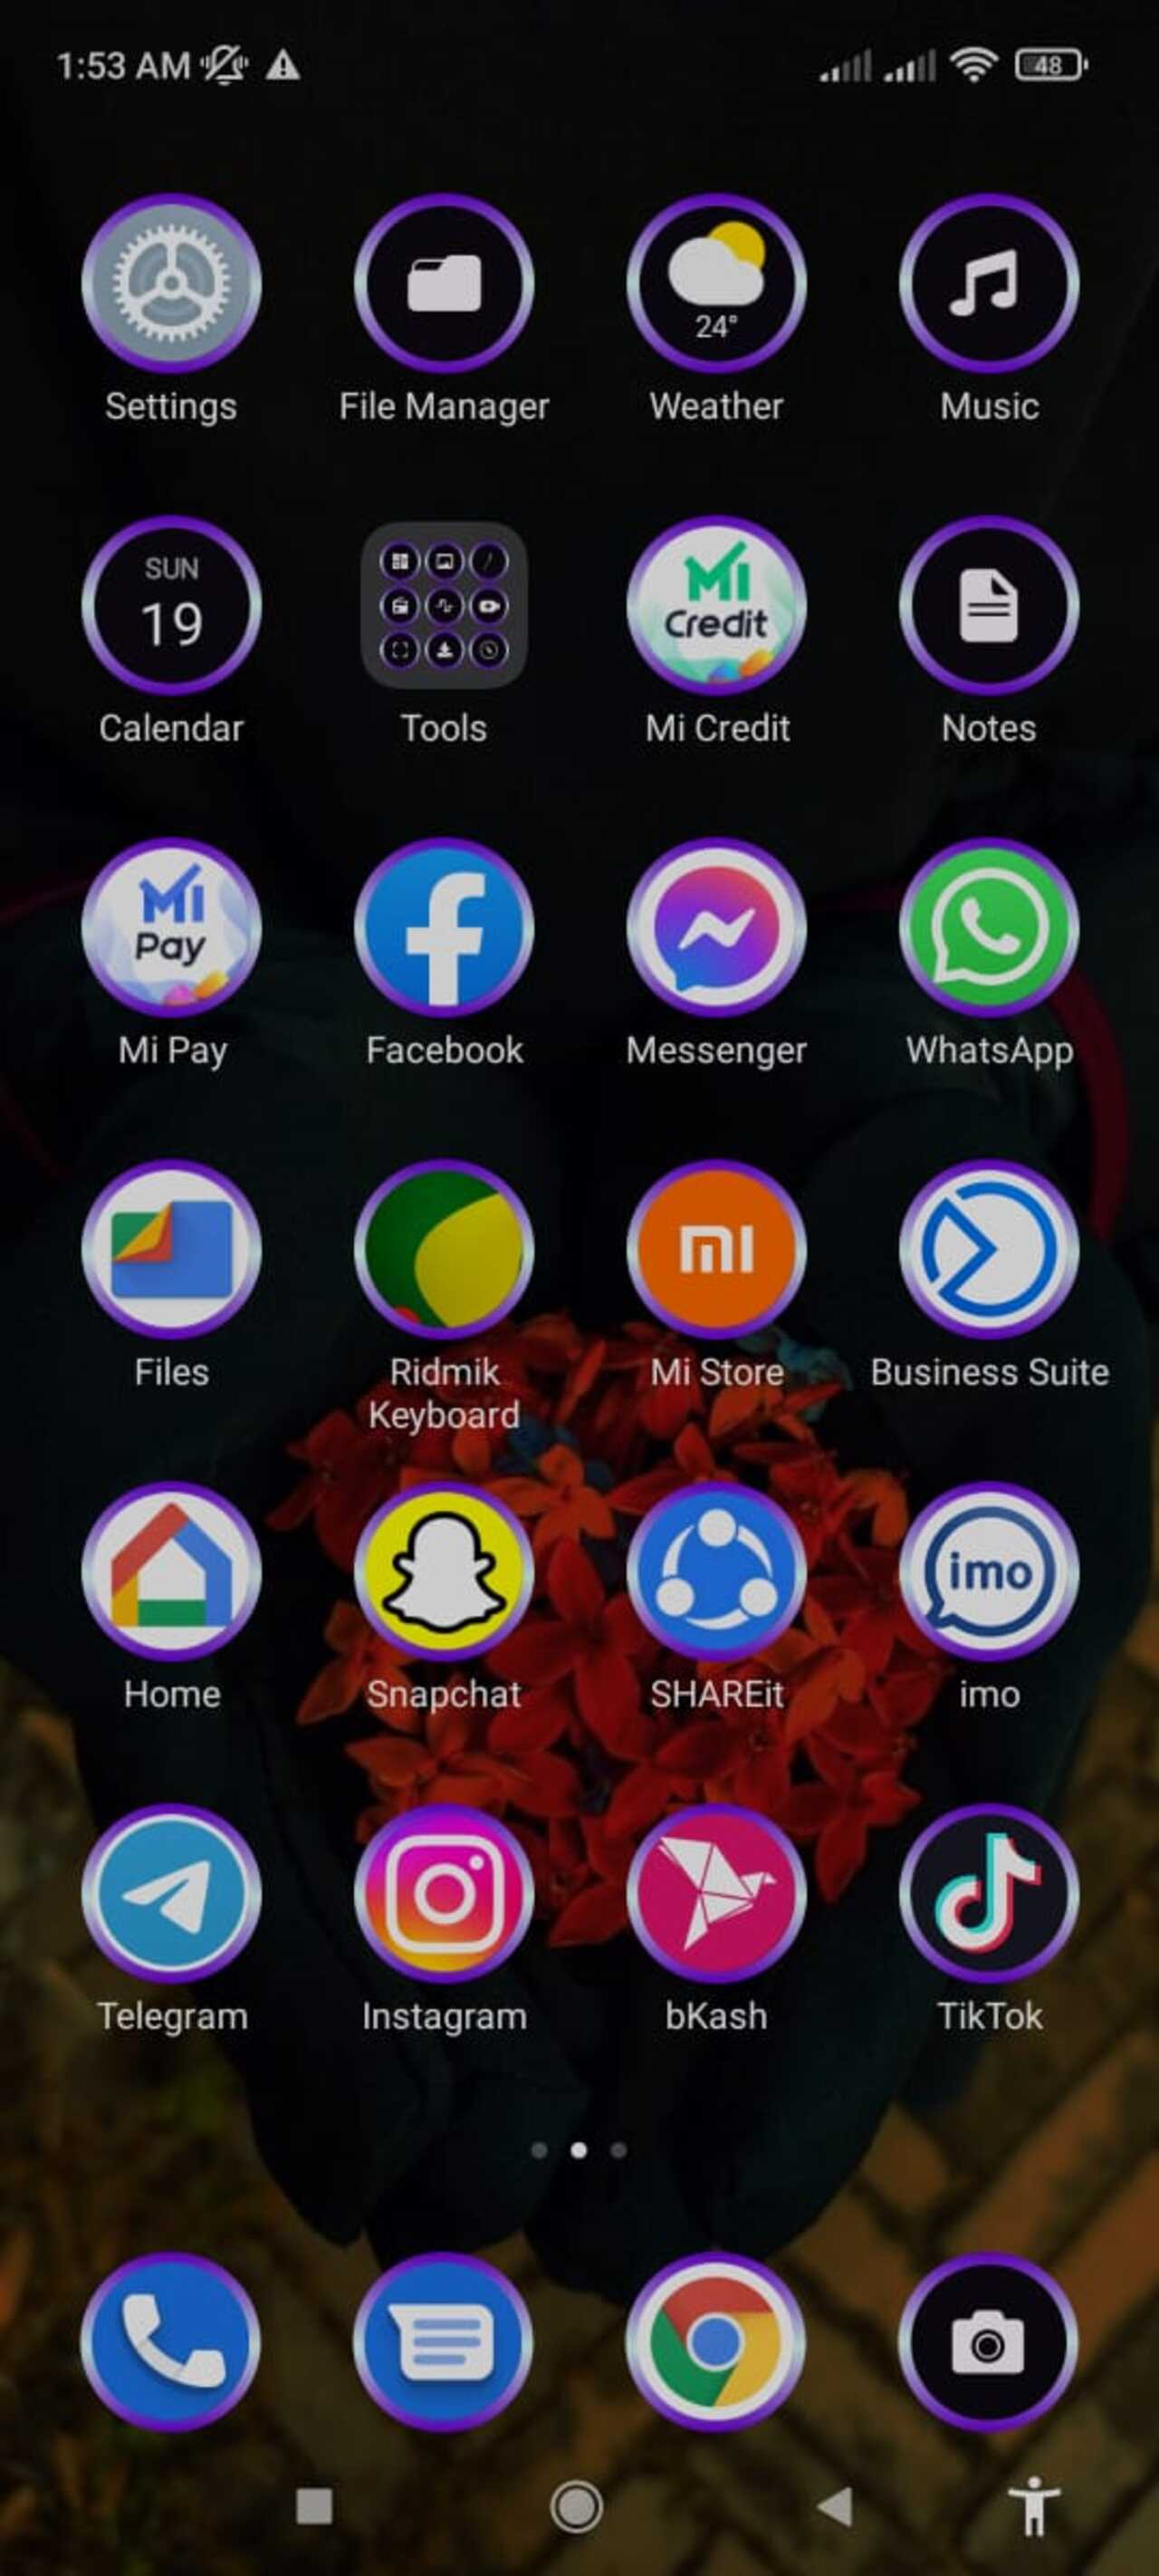 1:53 AM 48
24°
Settings File Manager Weather Music
SUN
19
Mi
Credit
Calendar Tools Mi Credit Notes
Mi
Pay
Mi Pay Facebook Messenger WhatsApp
mi
Files Ridmik Keyboard Mi Store Business Suite
imo
Home Snapchat SHAREit imo
Telegram Instagram bKash TikTok